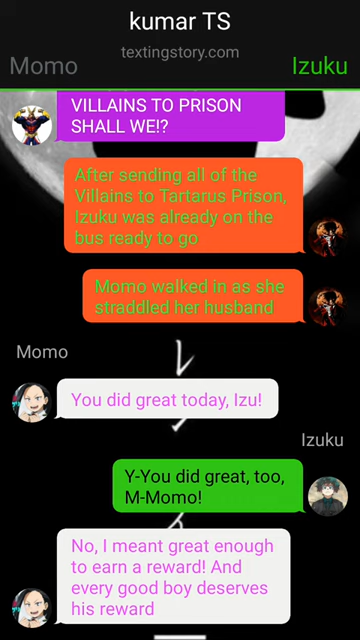 kumar TS
textingstory.com
Momo
Izuku
VILLAINS TO PRISON
SHALL WE!?
After sending all of the
Villains to Tartarus Prison,
Izuku was already on the
bus ready to go
Momo walked in as she
straddled her husband
Momo
You did great today, Izu!
Izuku
Y-You did great, too,
M-Momo!
No, I meant great enough
to earn a reward! And
every good boy deserves
his reward